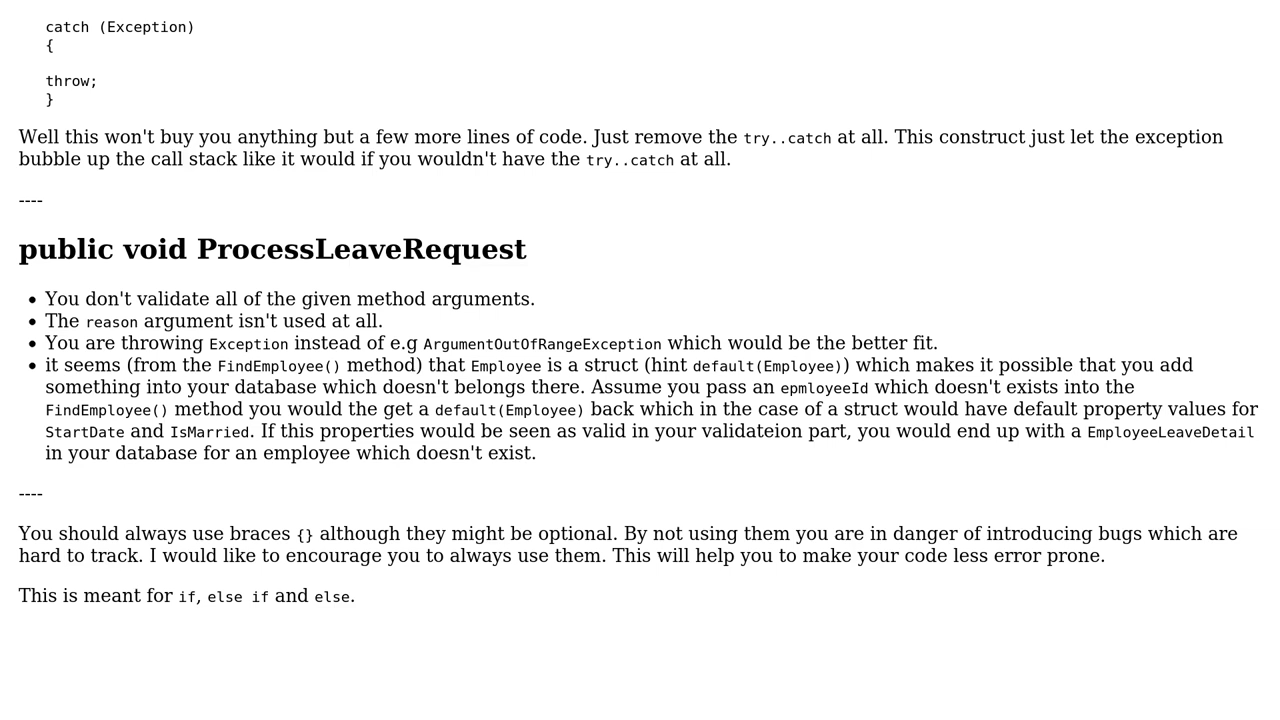 catch (Exception)
{
throw;
}
Well this won't buy you anything but a few more lines of code. Just remove the try..catch at all. This construct just let the exception
bubble up the call stack like it would if you wouldn't have the try..catch at all.
----
public void ProcessLeaveRequest
• You don't validate all of the given method arguments.
• The reason argument isn't used at all.
• You are throwing Exception instead of e.g ArgumentOutOfRangeException which would be the better fit.
• it seems (from the FindEmployee() method) that Employee is a struct (hint default(Employee)) which makes it possible that you add
something into your database which doesn't belongs there. Assume you pass an epmloyeeId which doesn't exists into the
FindEmployee() method you would the get a default(Employee) back which in the case of a struct would have default property values for
StartDate and IsMarried. If this properties would be seen as valid in your validateion part, you would end up with a EmployeeLeaveDetail
in your database for an employee which doesn't exist.
----
You should always use braces {} although they might be optional. By not using them you are in danger of introducing bugs which are
hard to track. I would like to encourage you to always use them. This will help you to make your code less error prone.
This is meant for if, else if and else.